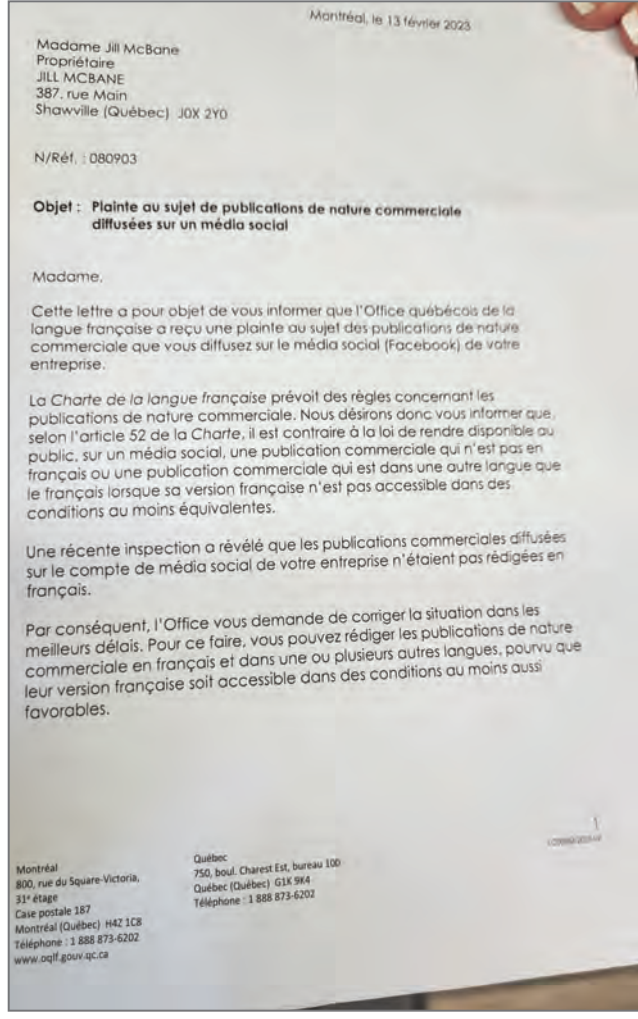 Montréal, le 13 février 2023
Madame Jill McBane
Propriétaire
JILL MCBANE
387, rue Main
Shawville (Québec) J0X 2Y0
N/Réf. : 080903
Objet : Plainte au sujet de publications de nature commerciale
diffusées sur un média social
Madame,
Cette lettre a pour objet de vous informer que l'Office québécois de la
langue française a reçu une plainte au sujet des publications de nature
commerciale que vous diffusez sur le média social (Facebook) de votre
entreprise.
La Charte de la langue française prévoit des règles concernant les
publications de nature commerciale. Nous désirons donc vous informer que,
selon l'article 52 de la Charte, il est contraire à la loi de rendre disponible au
public, sur un média social, une publication commerciale qui n'est pas en
français ou une publication commerciale qui est dans une autre langue que
le français lorsque sa version française n'est pas accessible dans des
conditions au moins équivalentes.
Une récente inspection a révélé que les publications commerciales diffusées
sur le compte de média social de votre entreprise n'étaient pas rédigées en
français.
Par conséquent, l'Office vous demande de corriger la situation dans les
meilleurs délais. Pour ce faire, vous pouvez rédiger les publications de nature
commerciale en français et dans une ou plusieurs autres langues, pourvu que
leur version française soit accessible dans des conditions au moins aussi
favorables.
1
Montréal
800, rue du Square-Victoria,
31e étage
Case postale 187
Montréal (Québec) H4Z 1C8
Téléphone : 1 888 873-6202
www.oqlf.gouv.qc.ca
Québec
750, boul. Charest Est, bureau 100
Québec (Québec) G1K 9K4
Téléphone : 1 888 873-6202